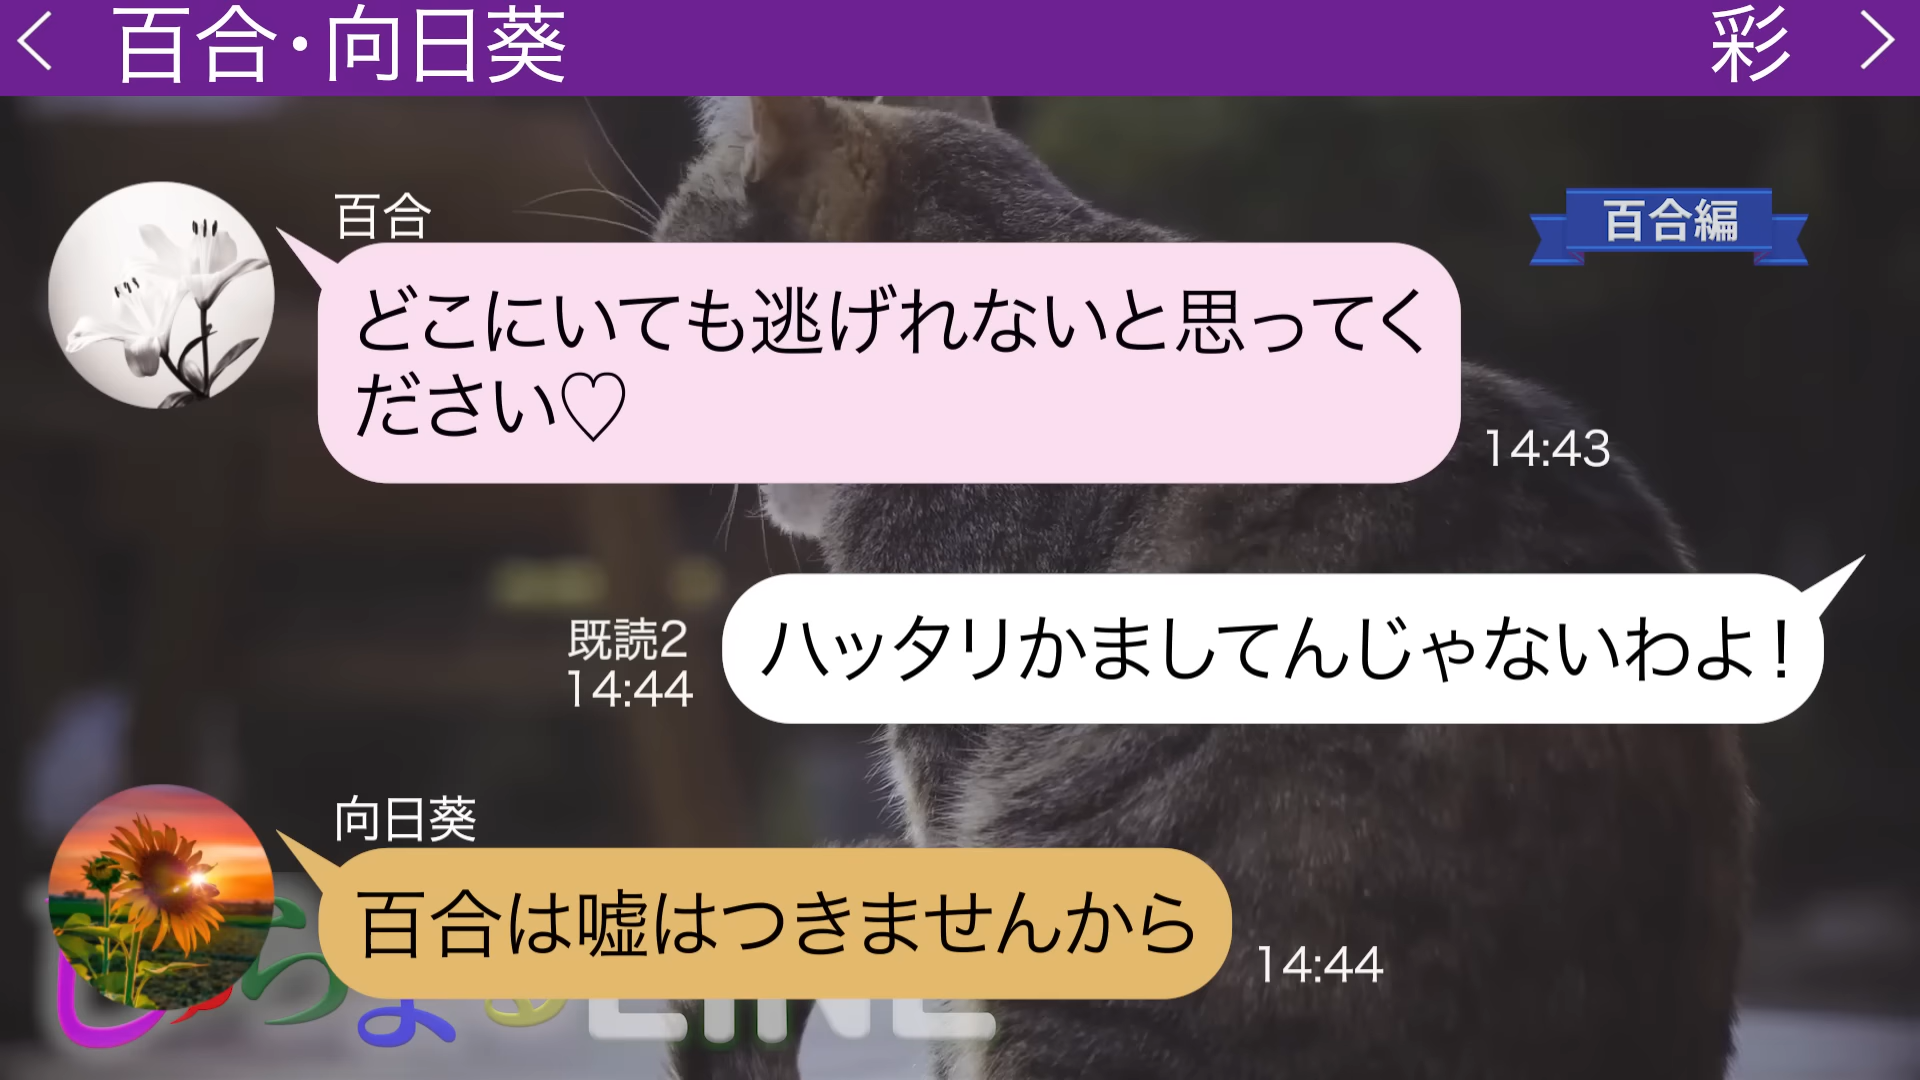 百合・向日葵
彩
百合
百合編
どこにいても逃げれないと思ってく
ださい♡
14:43
ハッタリかましてんじゃないわよ！
既読2
14:44
向日葵
百合は嘘はつきませんから
14:44
LINE